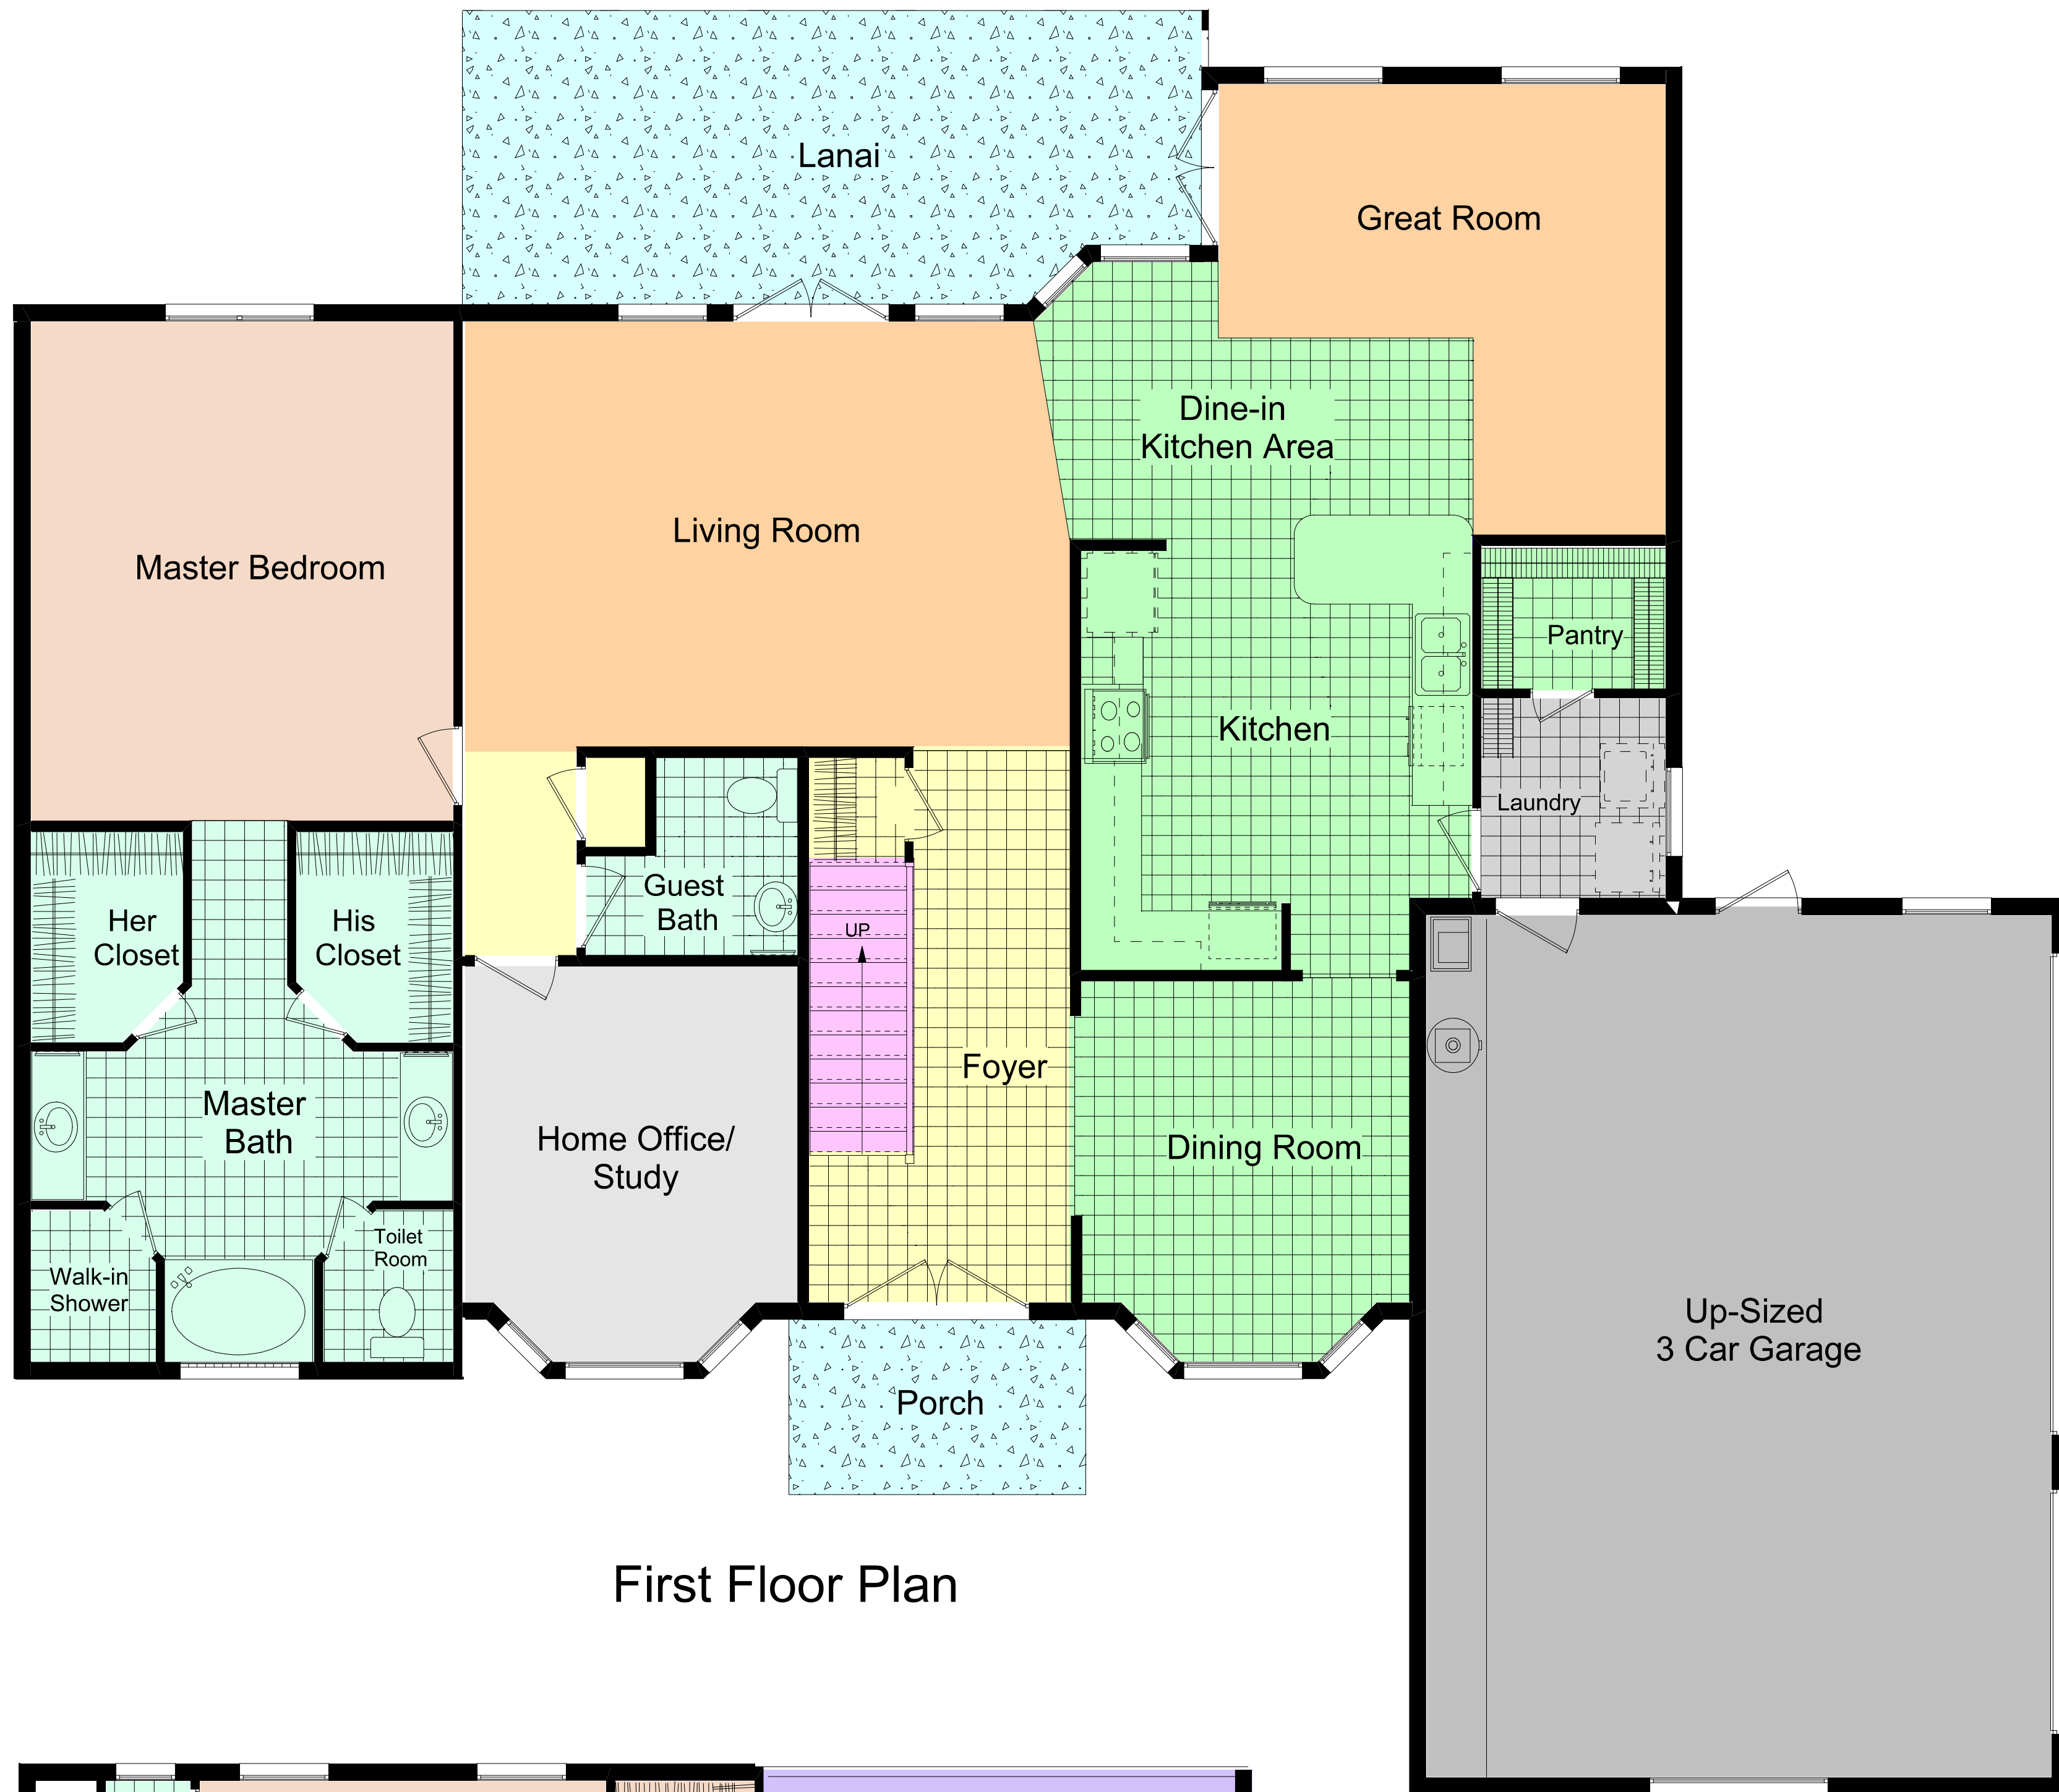 Lanai
Great Room
Dine-in
Kitchen Area
Living Room
Master Bedroom
Pantry
Kitchen
Laundry
Guest
Bath
Her
Closet
His
Closet
UP
Foyer
Master
Bath
Home Office/
Study
Dining Room
Toilet
Room
Walk-in
Shower
Up-Sized
3 Car Garage
Porch
First Floor Plan